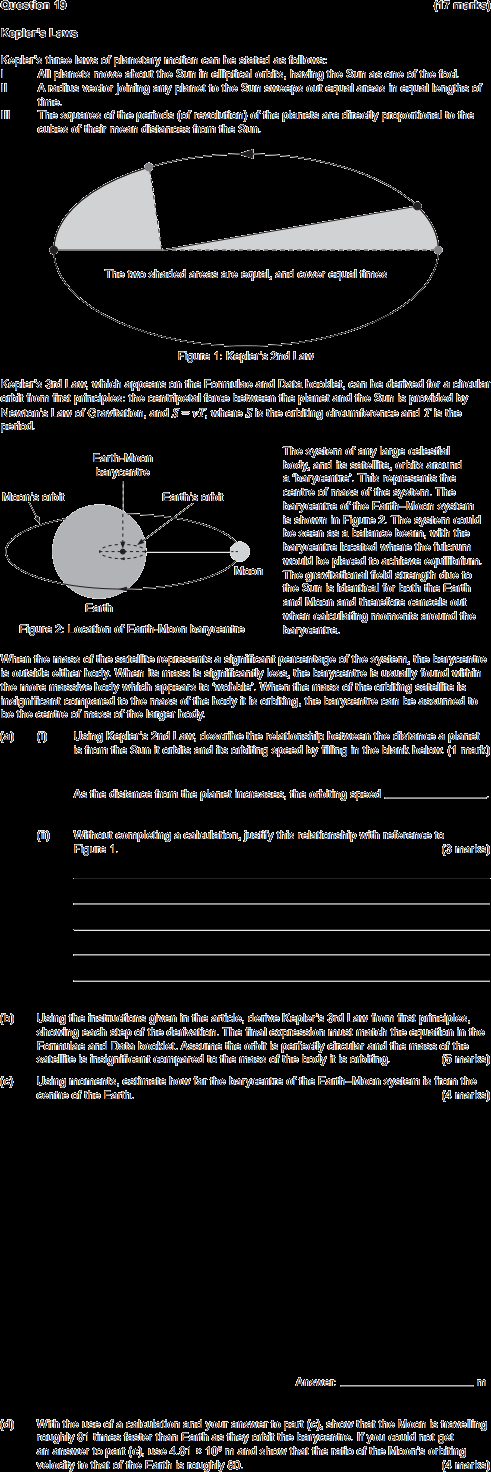 Question 19 (17 marks)
Kepler's Laws
Kepler's three laws of planetary motion can be stated as follows:
I All planets move about the Sun in elliptical orbits, having the Sun as one of the foci.
II A radius vector joining any planet to the Sun sweeps out equal areas in equal lengths of
time.
III The squares of the periods (of revolution) of the planets are directly proportional to the
cubes of their mean distances from the Sun.
The two shaded areas are equal, and cover equal times
Figure 1: Kepler's 2nd Law
Kepler's 3rd Law, which appears on the Formulae and Data booklet, can be derived for a circular
orbit from first principles: the centripetal force between the planet and the Sun is provided by
Newton's Law of Gravitation, and S = vT, where S is the orbiting circumference and T is the
period.
Earth-Moon
barycentre
Moon's orbit
Earth's orbit
Moon
Earth
Figure 2: Location of Earth-Moon barycentre
The system of any large celestial
body, and its satellite, orbits around
a 'barycentre'. This represents the
centre of mass of the system. The
barycentre of the Earth–Moon system
is shown in Figure 2. The system could
be seen as a balance beam, with the
barycentre located where the fulcrum
would be placed to achieve equilibrium.
The gravitational field strength due to
the Sun is identical for both the Earth
and Moon and therefore cancels out
when calculating moments around the
barycentre.
When the mass of the satellite represents a significant percentage of the system, the barycentre
is outside either body. When its mass is significantly less, the barycentre is usually found within
the more massive body which appears to 'wobble'. When the mass of the orbiting satellite is
insignificant compared to the mass of the body it is orbiting, the barycentre can be assumed to
be the centre of mass of the larger body.
(a) (i) Using Kepler's 2nd Law, describe the relationship between the distance a planet
is from the Sun it orbits and its orbiting speed by filling in the blank below. (1 mark)
As the distance from the planet increases, the orbiting speed ________________.
(ii) Without completing a calculation, justify this relationship with reference to
Figure 1. (3 marks)
(b) Using the instructions given in the article, derive Kepler's 3rd Law from first principles,
showing each step of the derivation. The final expression must match the equation in the
Formulae and Data booklet. Assume the orbit is perfectly circular and the mass of the
satellite is insignificant compared to the mass of the body it is orbiting. (5 marks)
(c) Using moments, estimate how far the barycentre of the Earth–Moon system is from the
centre of the Earth. (4 marks)
Answer: ____________________ m
(d) With the use of a calculation and your answer to part (c), show that the Moon is travelling
roughly 81 times faster than Earth as they orbit the barycentre. If you could not get
an answer to part (c), use 4.81 × 10⁶ m and show that the ratio of the Moon's orbiting
velocity to that of the Earth is roughly 80. (4 marks)